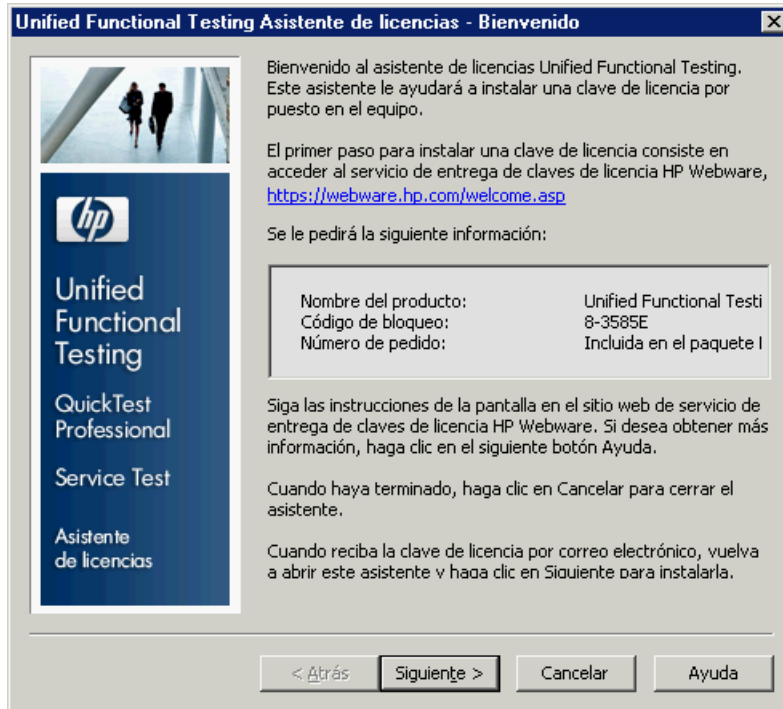 Unified Functional Testing Asistente de licencias - Bienvenido
hp
Unified
Functional
Testing
QuickTest
Professional
Service Test
Asistente
de licencias
Bienvenido al asistente de licencias Unified Functional Testing.
Este asistente le ayudará a instalar una clave de licencia por
puesto en el equipo.
El primer paso para instalar una clave de licencia consiste en
acceder al servicio de entrega de claves de licencia HP Webware,
https://webware.hp.com/welcome.asp
Se le pedirá la siguiente información:
Nombre del producto: Unified Functional Testi
Código de bloqueo: 8-3585E
Número de pedido: Incluida en el paquete I
Siga las instrucciones de la pantalla en el sitio web de servicio de
entrega de claves de licencia HP Webware. Si desea obtener más
información, haga clic en el siguiente botón Ayuda.
Cuando haya terminado, haga clic en Cancelar para cerrar el
asistente.
Cuando reciba la clave de licencia por correo electrónico, vuelva
a abrir este asistente y haga clic en Siguiente para instalarla.
< Atrás
Siguiente >
Cancelar
Ayuda